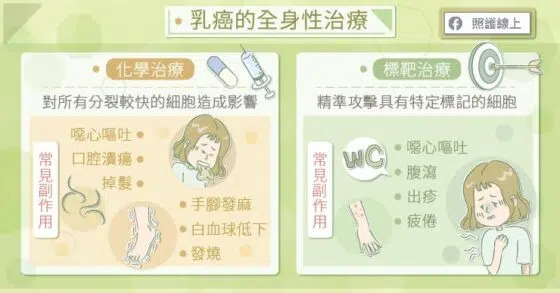 乳癌的全身性治療
照護線上
化學治療
對所有分裂較快的細胞造成影響
常見副作用
噁心嘔吐
口腔潰瘍
掉髮
手腳發麻
白血球低下
發燒
標靶治療
精準攻擊具有特定標記的細胞
常見副作用
WC
噁心嘔吐
腹瀉
出疹
疲倦